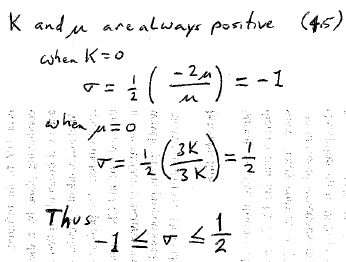 K and μ are always positive (4.5)
when K=0
σ = 1/2 ( -2μ / μ ) = -1
when μ=0
σ = 1/2 ( 3K / 3K ) = 1/2
Thus
-1 ≤ σ ≤ 1/2